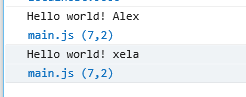 Hello world! Alex
main.js (7,2)
Hello world! xela
main.js (7,2)